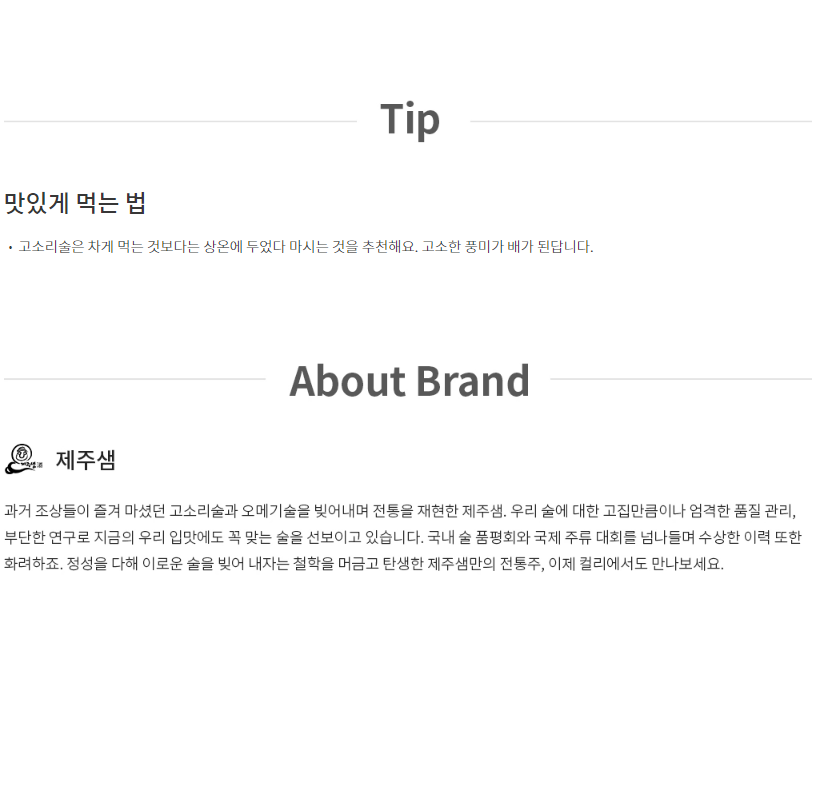 Tip
맛있게 먹는 법
• 고소리술은 차게 먹는 것보다는 상온에 두었다 마시는 것을 추천해요. 고소한 풍미가 배가 된답니다.
About Brand
제주샘
과거 조상들이 즐겨 마셨던 고소리술과 오메기술을 빚어내며 전통을 재현한 제주샘. 우리 술에 대한 고집만큼이나 엄격한 품질 관리,
부단한 연구로 지금의 우리 입맛에도 꼭 맞는 술을 선보이고 있습니다. 국내 술 품평회와 국제 주류 대회를 넘나들며 수상한 이력 또한
화려하죠. 정성을 다해 이로운 술을 빚어 내자는 철학을 머금고 탄생한 제주샘만의 전통주, 이제 컬리에서도 만나보세요.